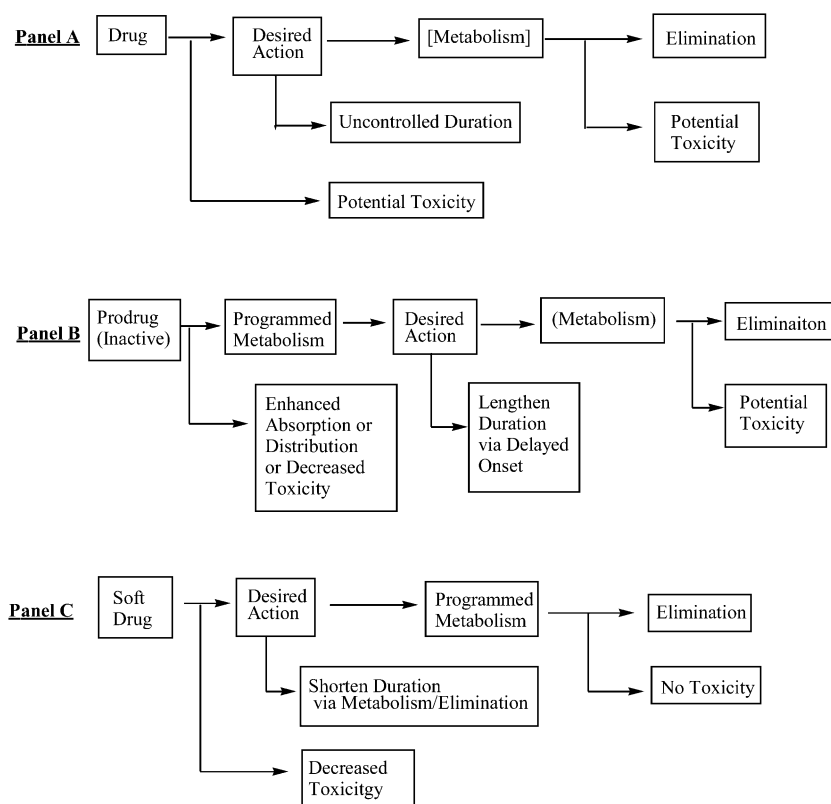 Panel A
Drug
Desired
Action
[Metabolism]
Elimination
Uncontrolled Duration
Potential
Toxicity
Potential Toxicity
Panel B
Prodrug
(Inactive)
Programmed
Metabolism
Desired
Action
(Metabolism)
Eliminaiton
Enhanced
Absorption or
Distribution
or Decreased
Toxicity
Lengthen
Duration
via Delayed
Onset
Potential
Toxicity
Panel C
Soft
Drug
Desired
Action
Programmed
Metabolism
Elimination
Shorten Duration
via Metabolism/Elimination
No Toxicity
Decreased
Toxicitgy